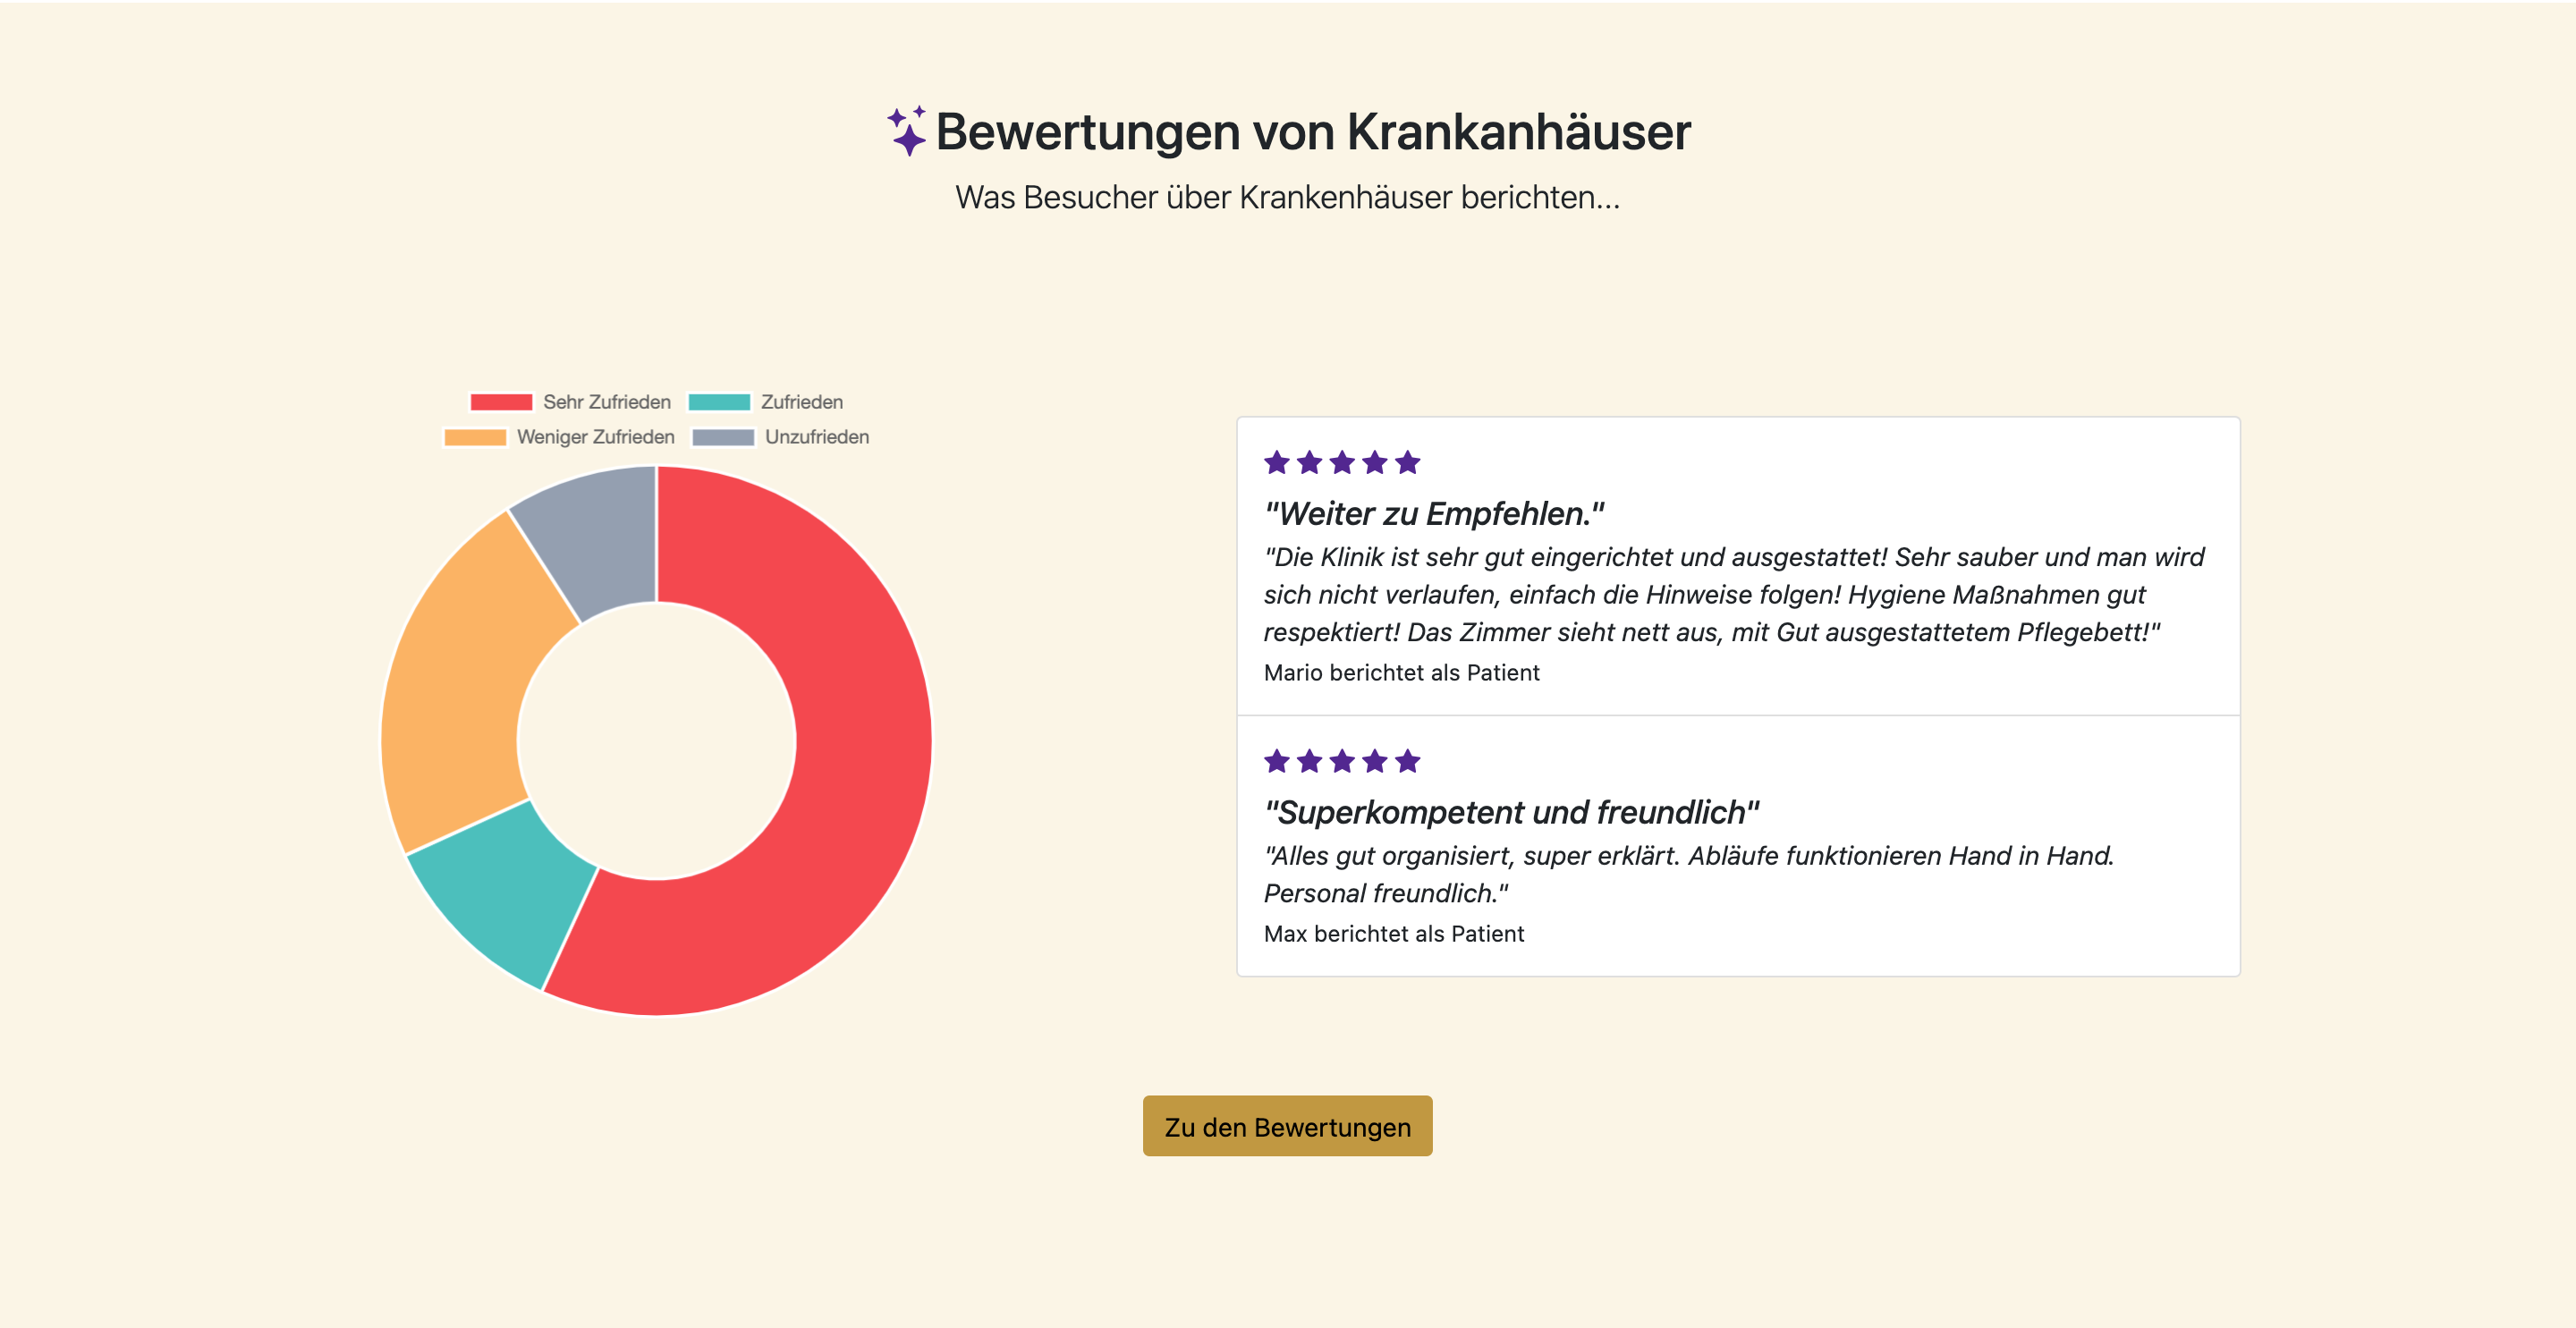 Bewertungen von Krankanhäuser
Was Besucher über Krankenhäuser berichten...
Sehr Zufrieden Zufrieden
Weniger Zufrieden Unzufrieden
"Weiter zu Empfehlen."
"Die Klinik ist sehr gut eingerichtet und ausgestattet! Sehr sauber und man wird
sich nicht verlaufen, einfach die Hinweise folgen! Hygiene Maßnahmen gut
respektiert! Das Zimmer sieht nett aus, mit Gut ausgestattetem Pflegebett!"
Mario berichtet als Patient
"Superkompetent und freundlich"
"Alles gut organisiert, super erklärt. Abläufe funktionieren Hand in Hand.
Personal freundlich."
Max berichtet als Patient
Zu den Bewertungen